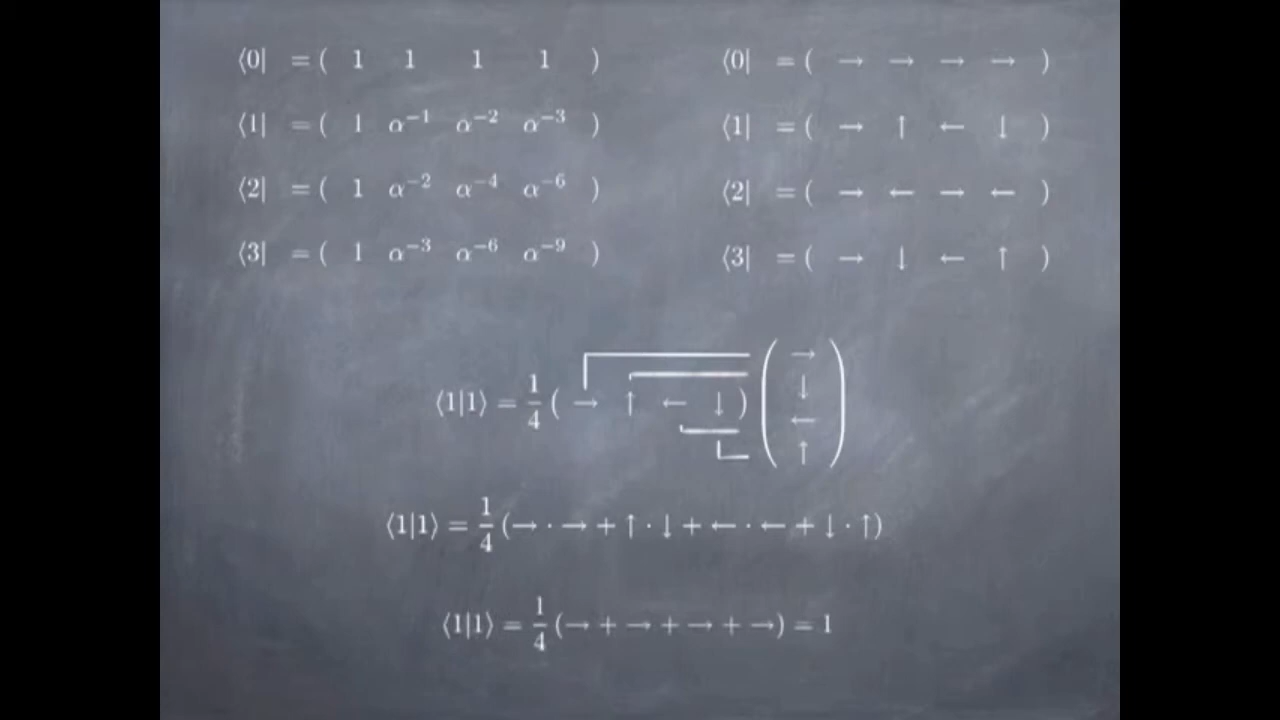 ⟨0| = ( 1 1 1 1 )
⟨1| = ( 1 α⁻¹ α⁻² α⁻³ )
⟨2| = ( 1 α⁻² α⁻⁴ α⁻⁶ )
⟨3| = ( 1 α⁻³ α⁻⁶ α⁻⁹ )
⟨0| = ( → → → → )
⟨1| = ( → ↑ ← ↓ )
⟨2| = ( → ← → ← )
⟨3| = ( → ↓ ← ↑ )
⟨1|1⟩ = 1/4 ( → ↑ ← ↓ ) ( → ↓ ← ↑ )
⟨1|1⟩ = 1/4 (→ · → + ↑ · ↓ + ← · ← + ↓ · ↑)
⟨1|1⟩ = 1/4 (→ + → + → + →) = 1